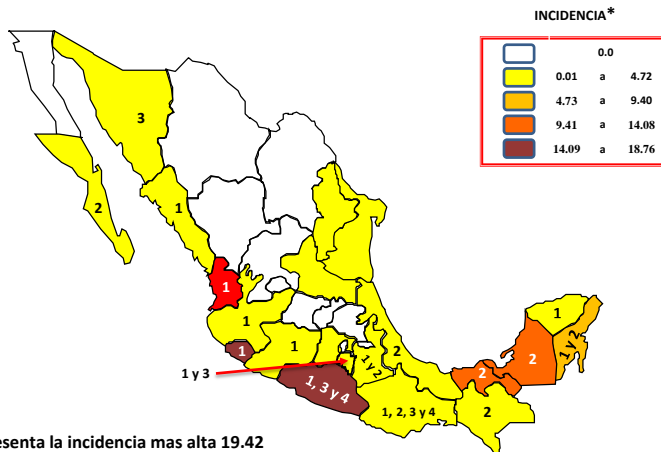 INCIDENCIA*
0.0
0.01 a 4.72
4.73 a 9.40
9.41 a 14.08
14.09 a 18.76
3
2
1
1
1
1
1
1 y 3
1 y 2
2
1, 3 y 4
1, 2, 3 y 4
2
2
2
1
1 y 2
esenta la incidencia mas alta 19.42